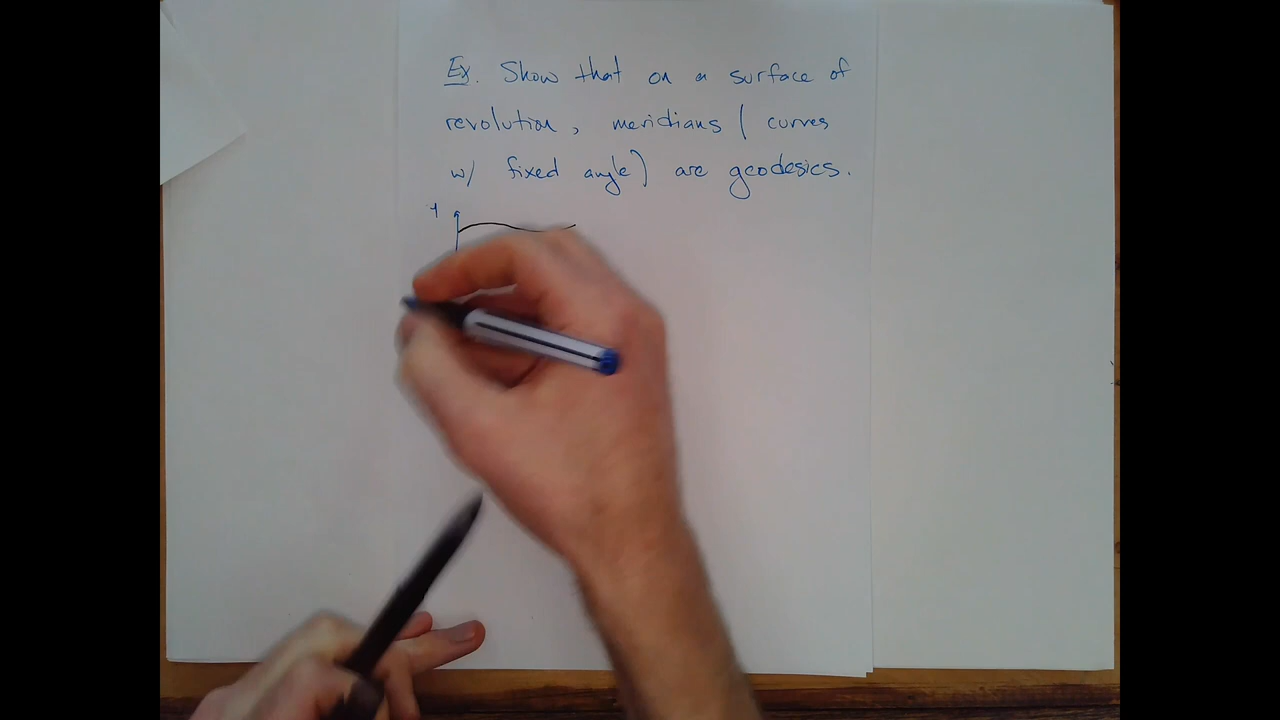 Ex. Show that on a surface of
revolution, meridians (curves
w/ fixed angle) are geodesics.